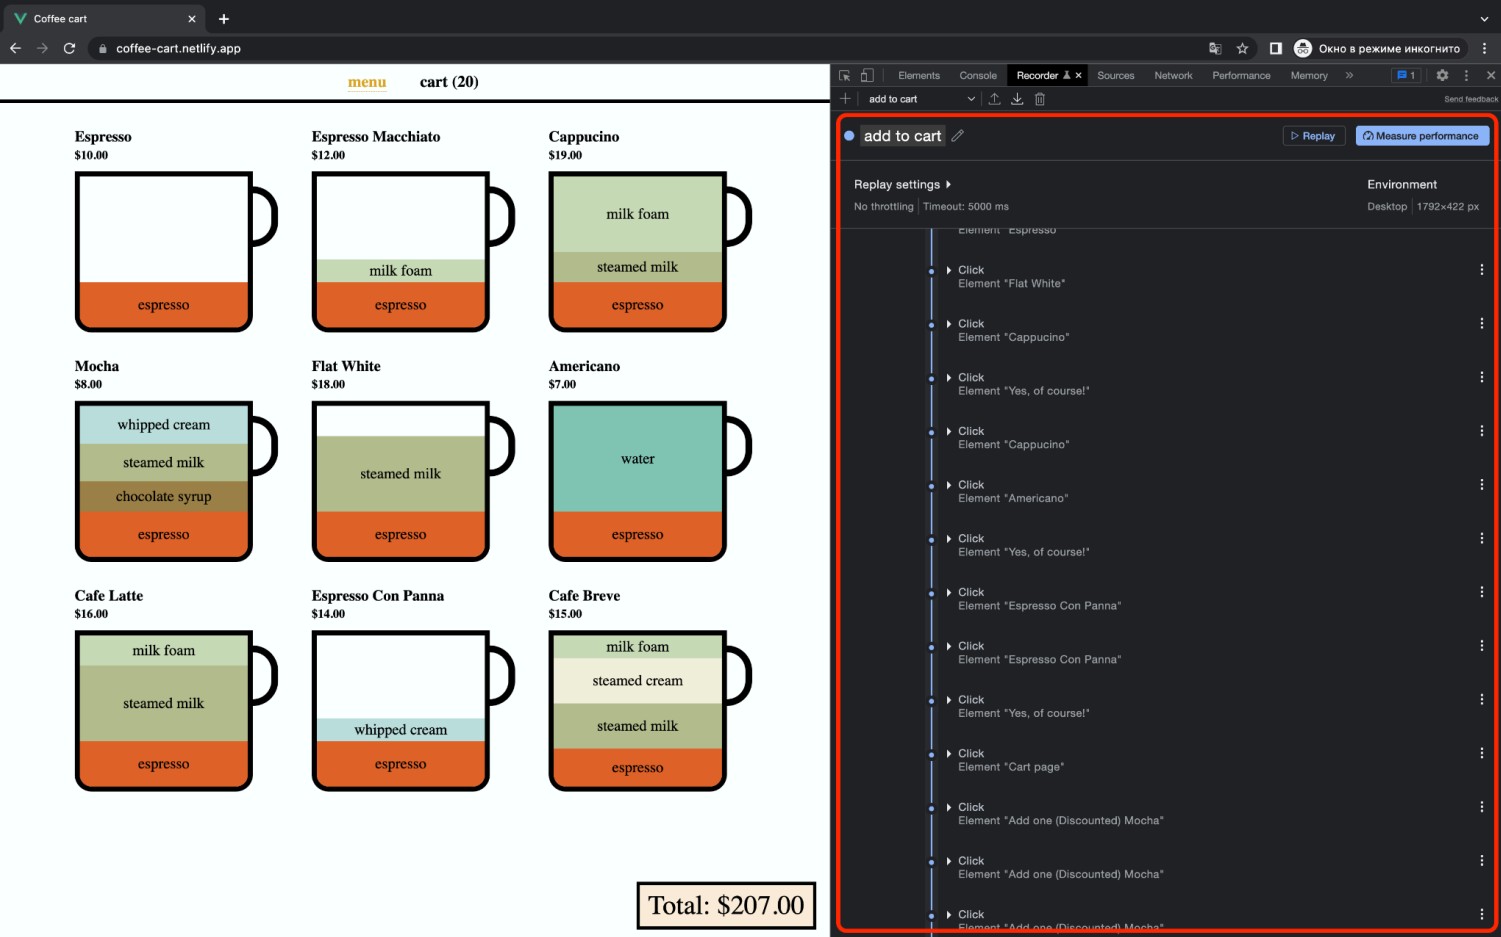 Coffee cart
coffee-cart.netlify.app
Окно в режиме инкогнито
menu
cart (20)
Espresso
$10.00
espresso
Espresso Macchiato
$12.00
milk foam
espresso
Cappucino
$19.00
milk foam
steamed milk
espresso
Mocha
$8.00
whipped cream
steamed milk
chocolate syrup
espresso
Flat White
$18.00
steamed milk
espresso
Americano
$7.00
water
espresso
Cafe Latte
$16.00
milk foam
steamed milk
espresso
Espresso Con Panna
$14.00
whipped cream
espresso
Cafe Breve
$15.00
milk foam
steamed cream
steamed milk
espresso
Total: $207.00
Elements Console Recorder Sources Network Performance Memory 1
add to cart
Send feedback
add to cart
Replay
Measure performance
Replay settings
No throttling Timeout: 5000 ms
Environment
Desktop 1792×422 px
Element "Espresso"
Click
Element "Flat White"
Click
Element "Cappucino"
Click
Element "Yes, of course!"
Click
Element "Cappucino"
Click
Element "Americano"
Click
Element "Yes, of course!"
Click
Element "Espresso Con Panna"
Click
Element "Espresso Con Panna"
Click
Element "Yes, of course!"
Click
Element "Cart page"
Click
Element "Add one (Discounted) Mocha"
Click
Element "Add one (Discounted) Mocha"
Click
Element "Add one (Discounted) Mocha"